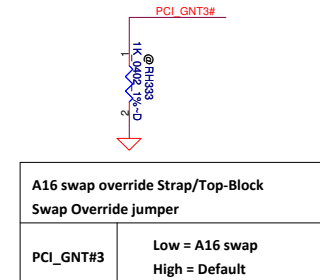 PCI_GNT3#
1
@RH333
1K_0402_1%~D
2
A16 swap override Strap/Top-Block
Swap Override jumper
PCI_GNT#3
Low = A16 swap
High = Default